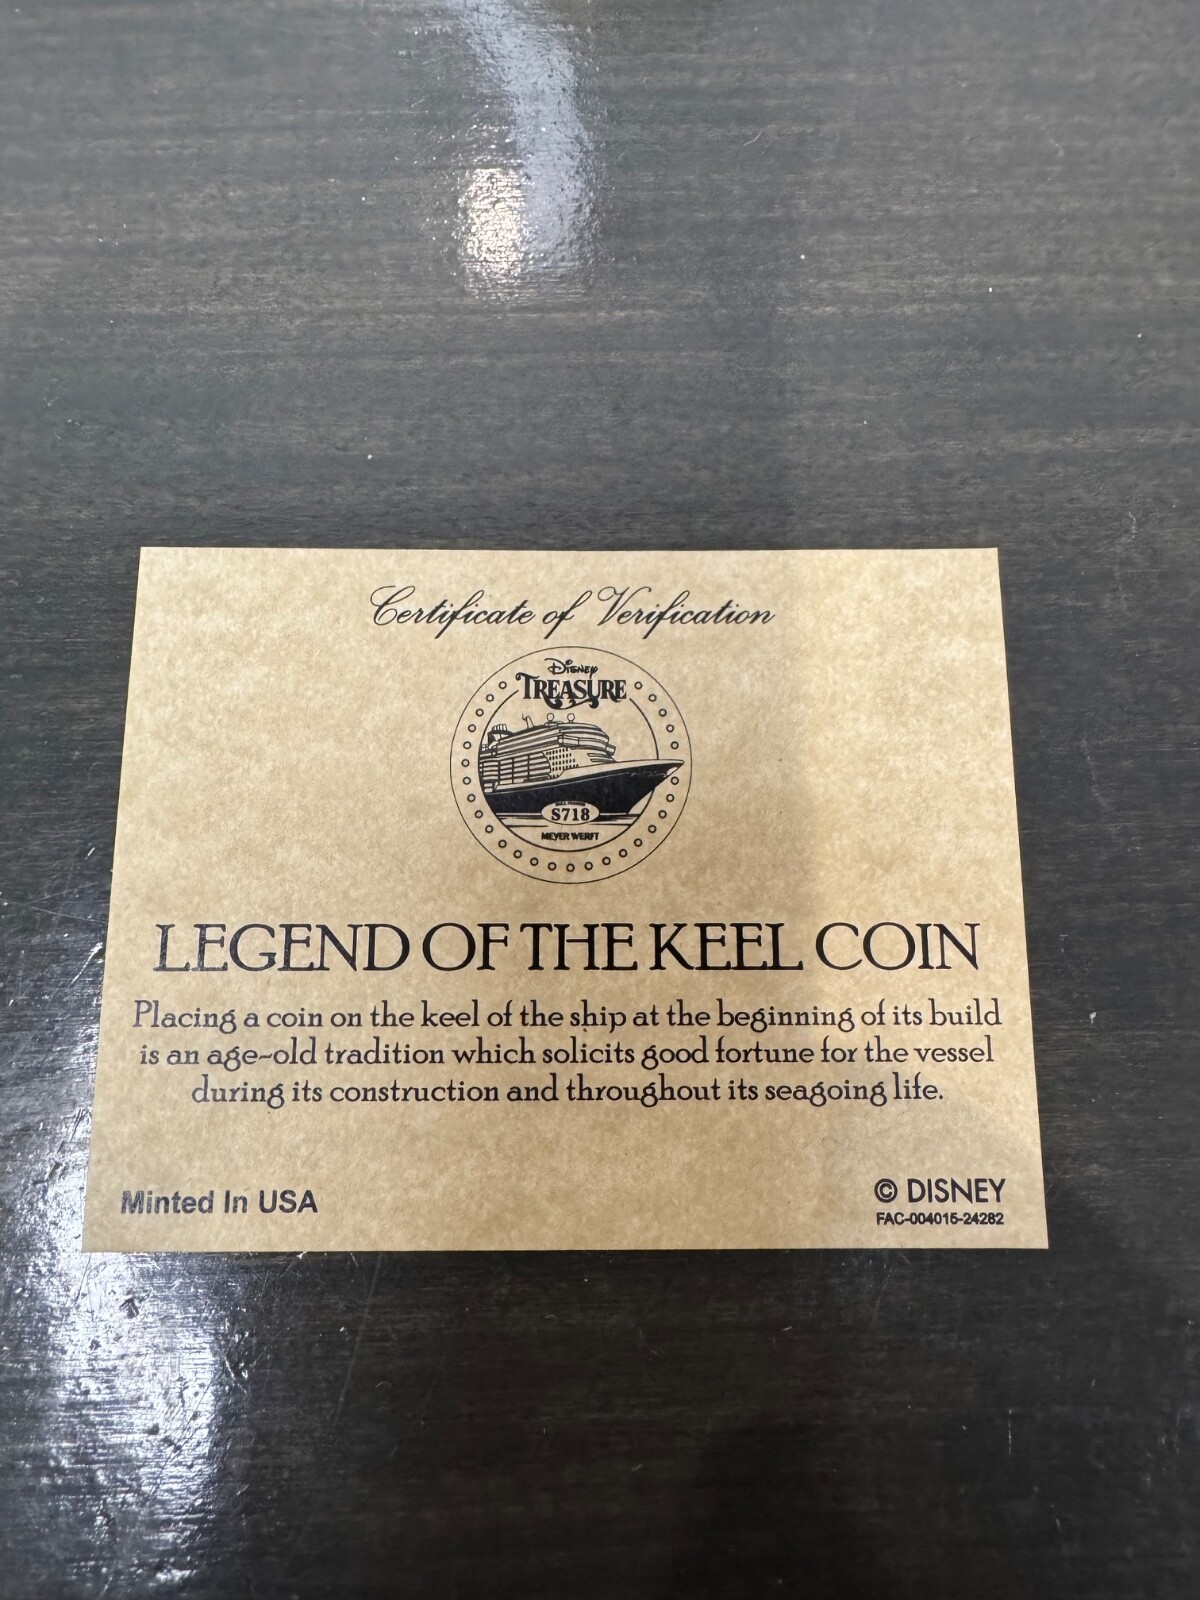 Certificate of Verification
Disney
TREASURE
S718
MEYER WERFT
LEGEND OF THE KEEL COIN
Placing a coin on the keel of the ship at the beginning of its build
is an age-old tradition which solicits good fortune for the vessel
during its construction and throughout its seagoing life.
Minted In USA
© DISNEY
FAC-004015-24282